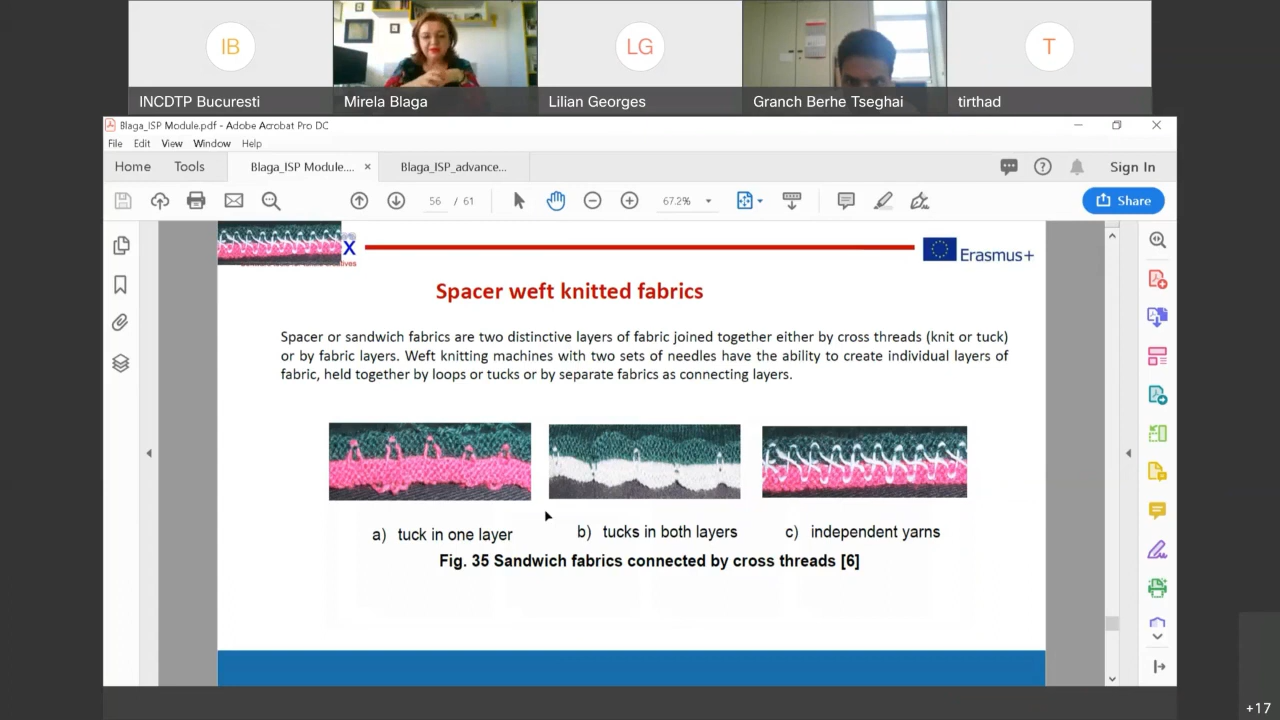 IB
LG
T
INCDTP Bucuresti
Mirela Blaga
Lilian Georges
Granch Berhe Tseghai
tirthad
Blaga_ISP Module.pdf - Adobe Acrobat Pro DC
File Edit View Window Help
Home Tools Blaga_ISP Module.... × Blaga_ISP_advance... Sign In
56 / 61 67.2% Share
X
Erasmus+
Spacer weft knitted fabrics
Spacer or sandwich fabrics are two distinctive layers of fabric joined together either by cross threads (knit or tuck)
or by fabric layers. Weft knitting machines with two sets of needles have the ability to create individual layers of
fabric, held together by loops or tucks or by separate fabrics as connecting layers.
a) tuck in one layer
b) tucks in both layers
c) independent yarns
Fig. 35 Sandwich fabrics connected by cross threads [6]
+17